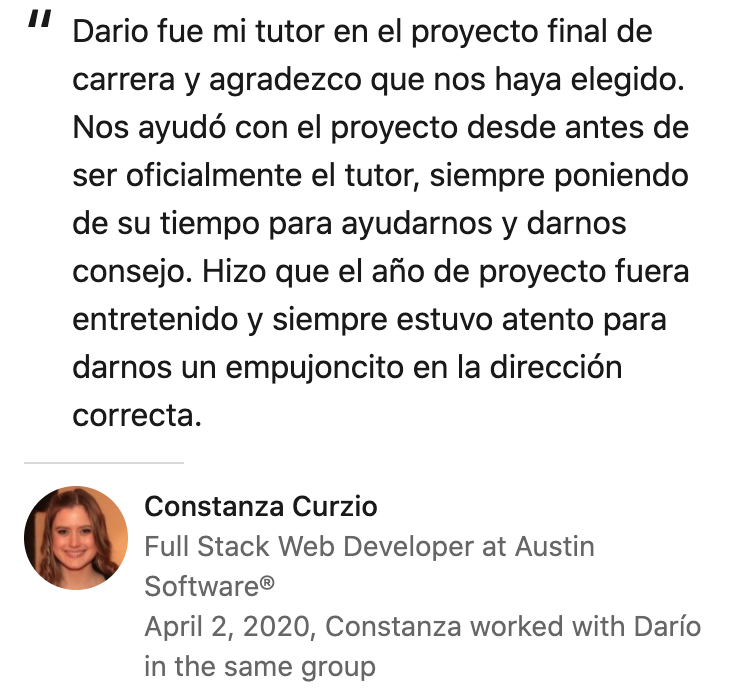 "
Dario fue mi tutor en el proyecto final de
carrera y agradezco que nos haya elegido.
Nos ayudó con el proyecto desde antes de
ser oficialmente el tutor, siempre poniendo
de su tiempo para ayudarnos y darnos
consejo. Hizo que el año de proyecto fuera
entretenido y siempre estuvo atento para
darnos un empujoncito en la dirección
correcta.
Constanza Curzio
Full Stack Web Developer at Austin
Software®
April 2, 2020, Constanza worked with Darío
in the same group